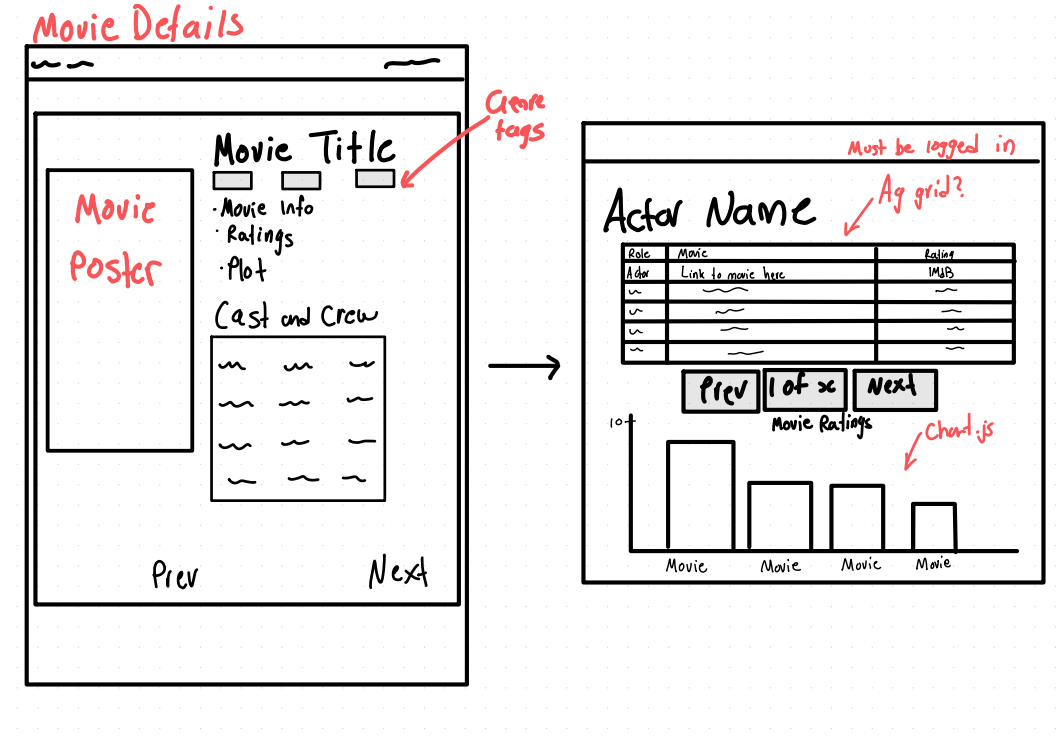 Movie Details
Genre
tags
Movie Title
· Movie Info
· Ratings
· Plot
Movie
Poster
Cast and Crew
Prev
Next
Must be logged in
Ag grid?
Actor Name
Role Movie Rating
Actor Link to movie here IMdB
Prev 1 of x Next
Movie Ratings
Chart.js
10
Movie Movie Movie Movie